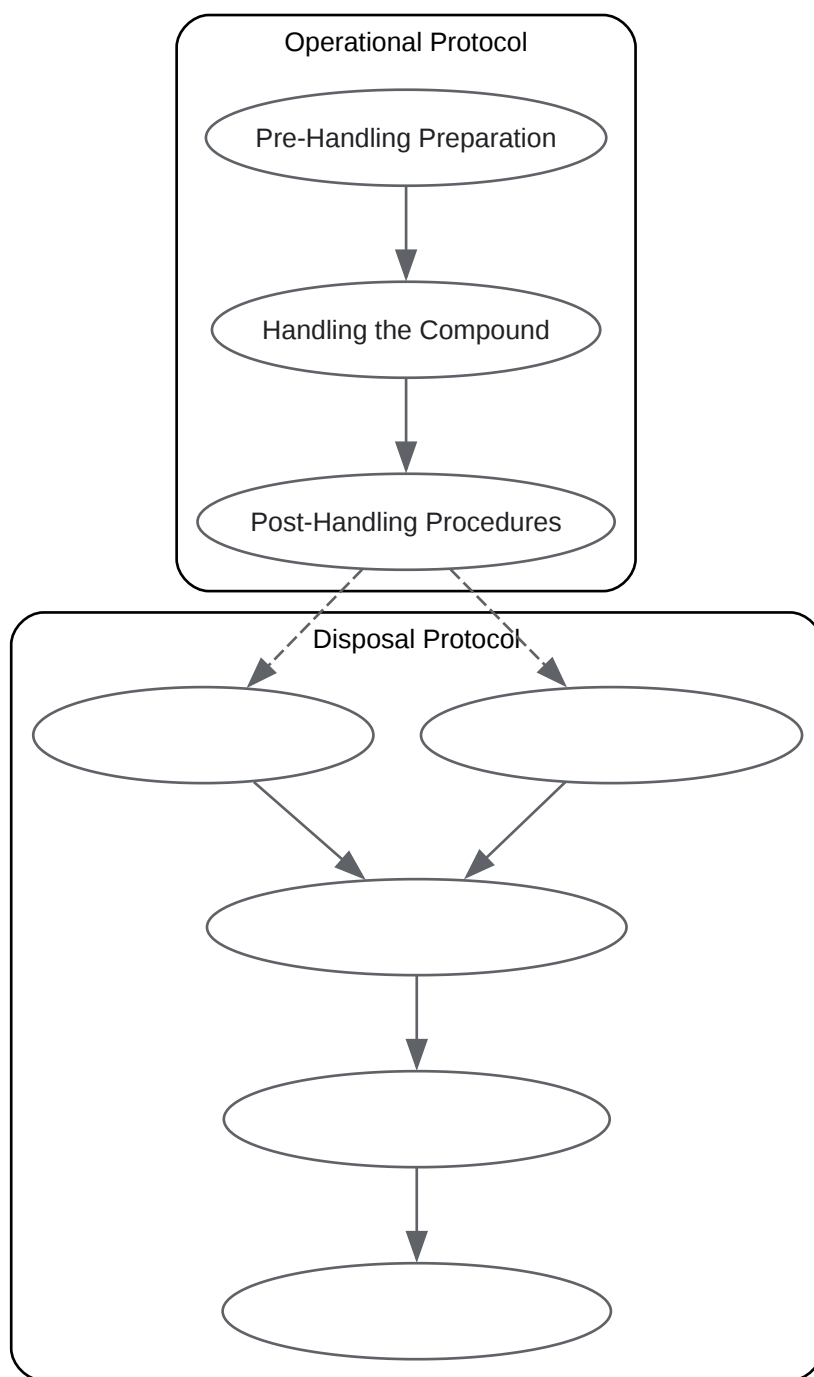 Operational Protocol
Pre-Handling Preparation
Handling the Compound
Post-Handling Procedures
Disposal Protocol